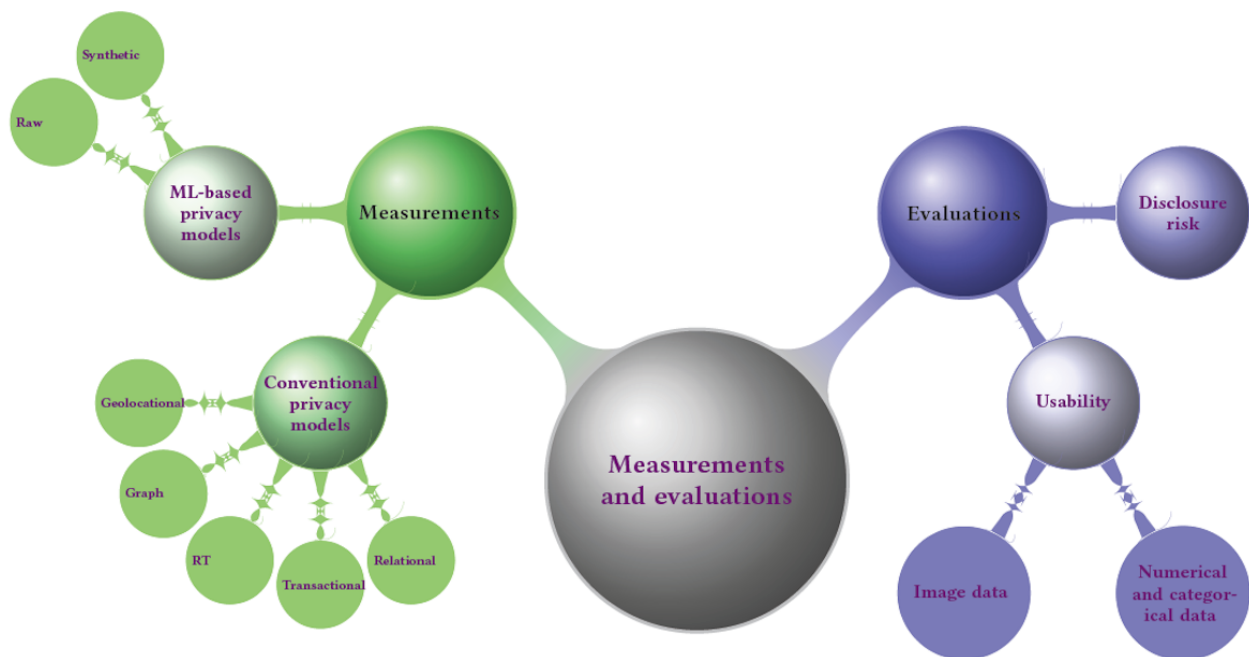 Synthetic
Raw
ML-based
privacy
models
Measurements
Evaluations
Disclosure
risk
Conventional
privacy
models
Geolocational
Graph
RT
Transactional
Relational
Measurements
and evaluations
Usability
Image data
Numerical
and categor-
ical data